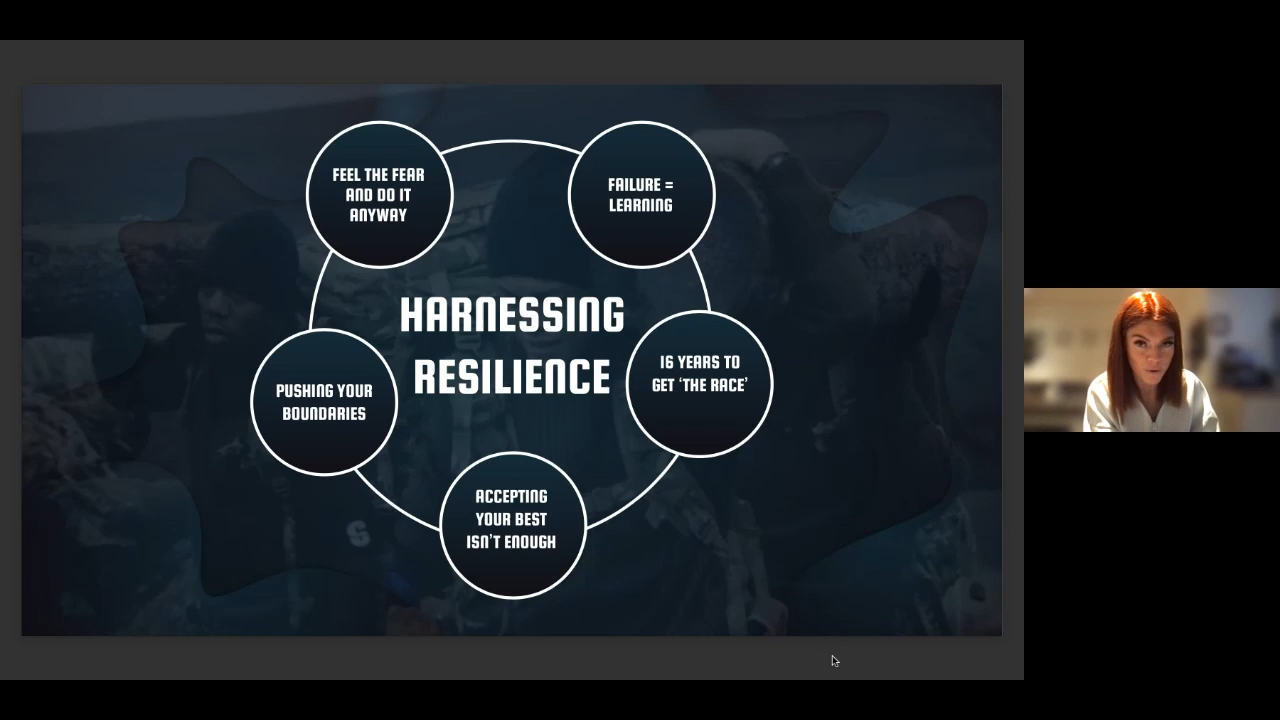 FEEL THE FEAR
AND DO IT
ANYWAY
FAILURE =
LEARNING
HARNESSING
RESILIENCE
16 YEARS TO
GET ‘THE RACE’
PUSHING YOUR
BOUNDARIES
ACCEPTING
YOUR BEST
ISN'T ENOUGH
S